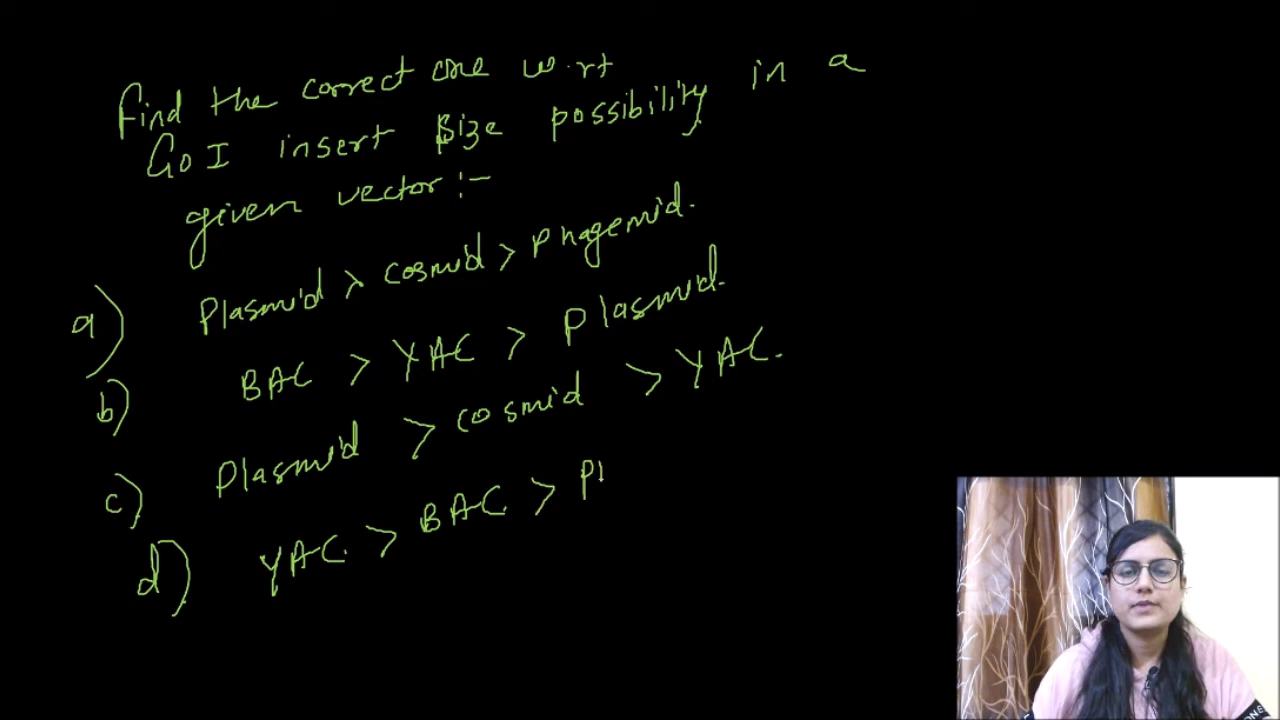 Find the correct one w.rt
GOI insert size possibility in a
given vector :-
a) Plasmid > cosmid > Phagemid.
b) BAC > YAC > Plasmid.
c) Plasmid > cosmid > YAC.
d) YAC > BAC > Pl